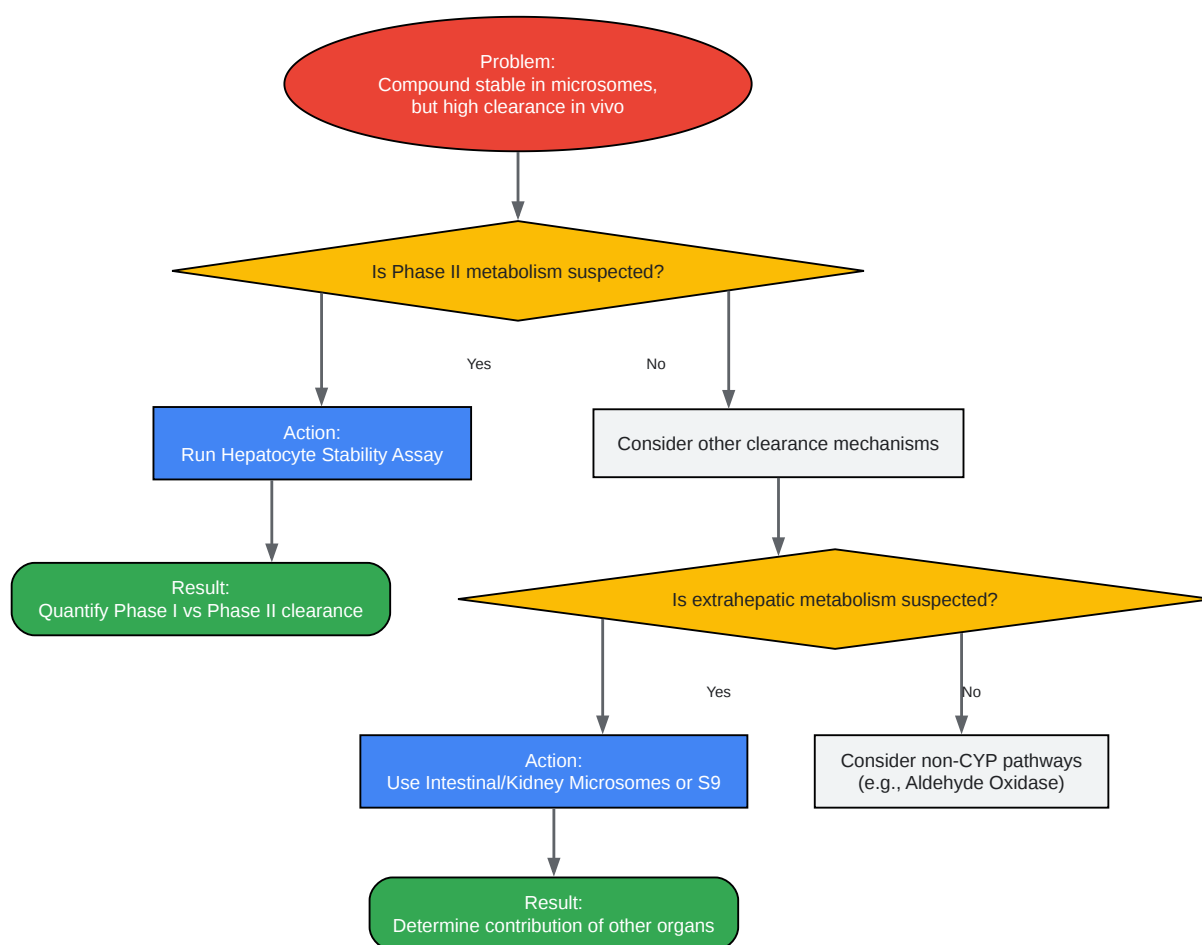 Problem:
Compound stable in microsomes,
but high clearance in vivo
Is Phase II metabolism suspected?
Yes
No
Action:
Run Hepatocyte Stability Assay
Consider other clearance mechanisms
Result:
Quantify Phase I vs Phase II clearance
Is extrahepatic metabolism suspected?
Yes
No
Action:
Use Intestinal/Kidney Microsomes or S9
Consider non-CYP pathways
(e.g., Aldehyde Oxidase)
Result:
Determine contribution of other organs